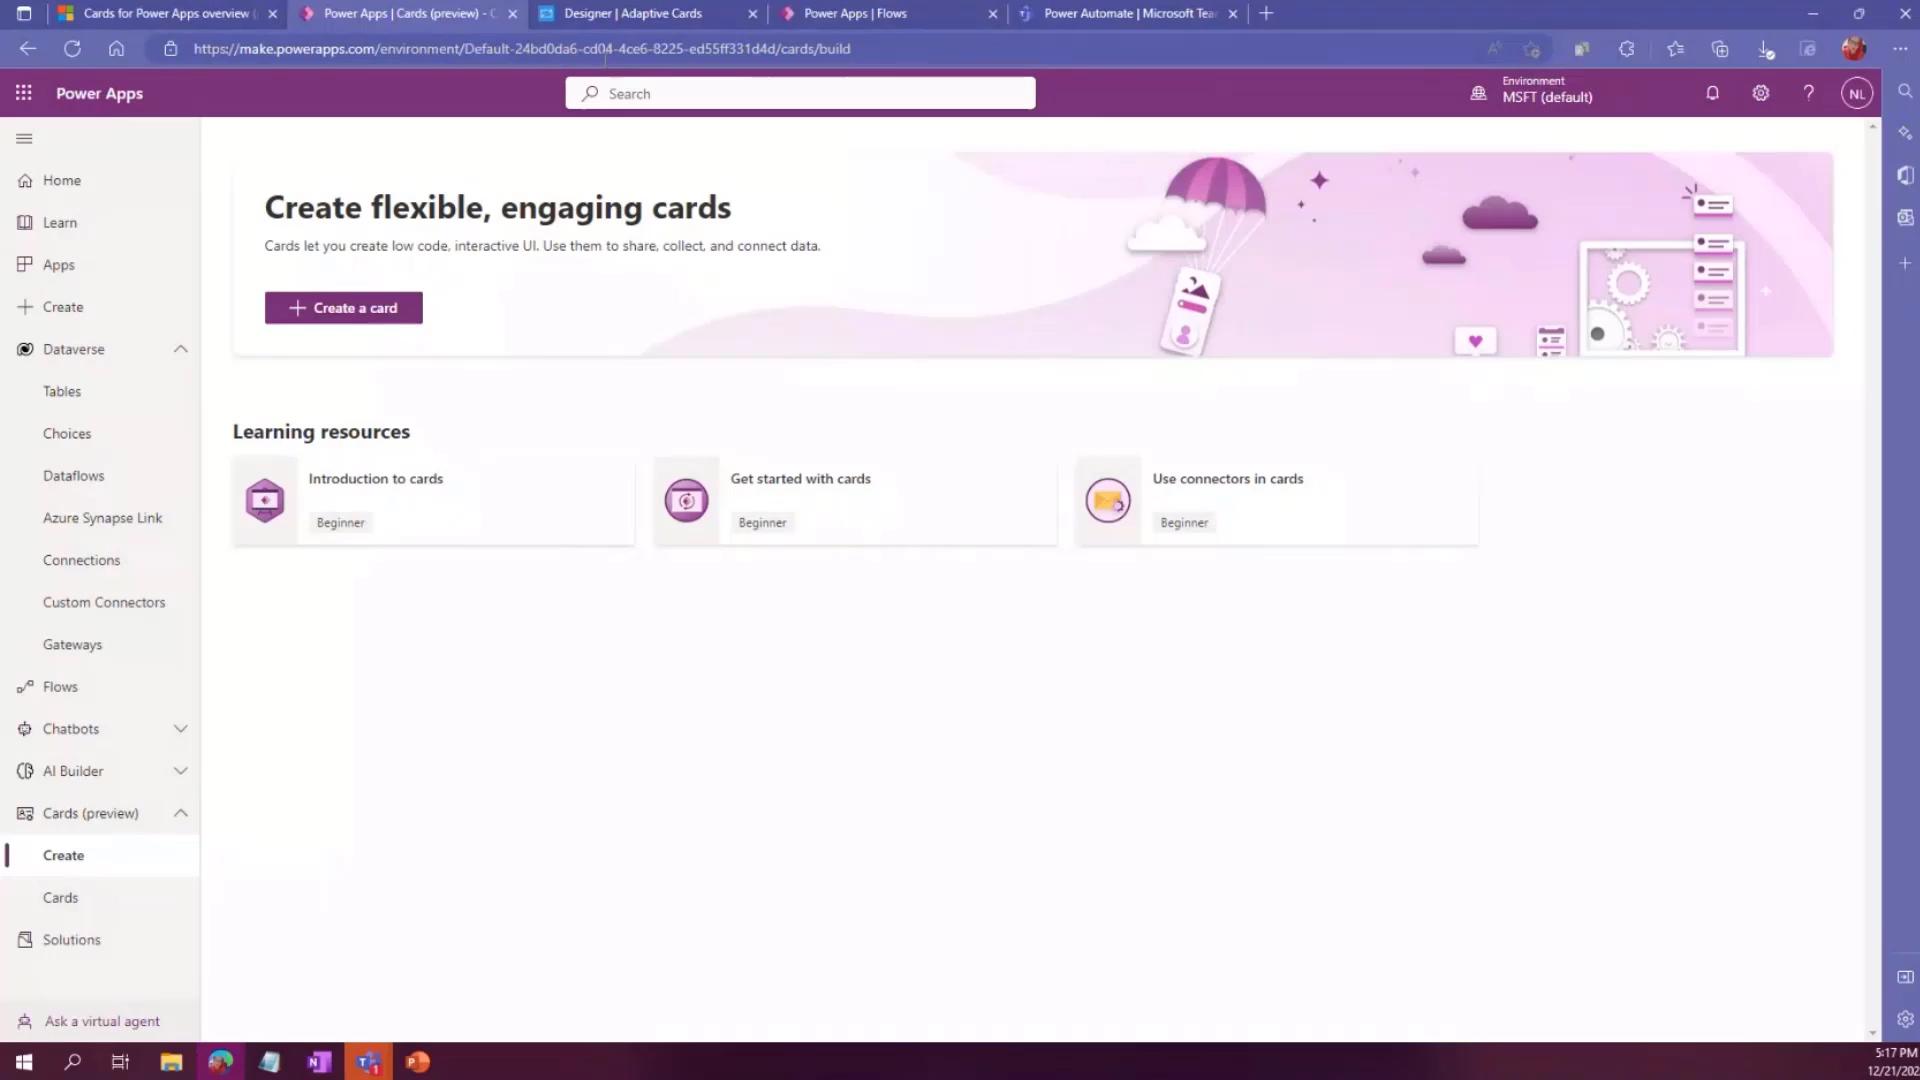 Cards for Power Apps overview (
Power Apps | Cards (preview) - C
Designer | Adaptive Cards
Power Apps | Flows
Power Automate | Microsoft Tea
https://make.powerapps.com/environment/Default-24bd0da6-cd04-4ce6-8225-ed55ff331d4d/cards/build
Power Apps
Search
Environment
MSFT (default)
NL
Home
Learn
Apps
Create
Dataverse
Tables
Choices
Dataflows
Azure Synapse Link
Connections
Custom Connectors
Gateways
Flows
Chatbots
AI Builder
Cards (preview)
Create
Cards
Solutions
Ask a virtual agent
Create flexible, engaging cards
Cards let you create low code, interactive UI. Use them to share, collect, and connect data.
Create a card
Learning resources
Introduction to cards
Beginner
Get started with cards
Beginner
Use connectors in cards
Beginner
5:17 PM
12/21/202